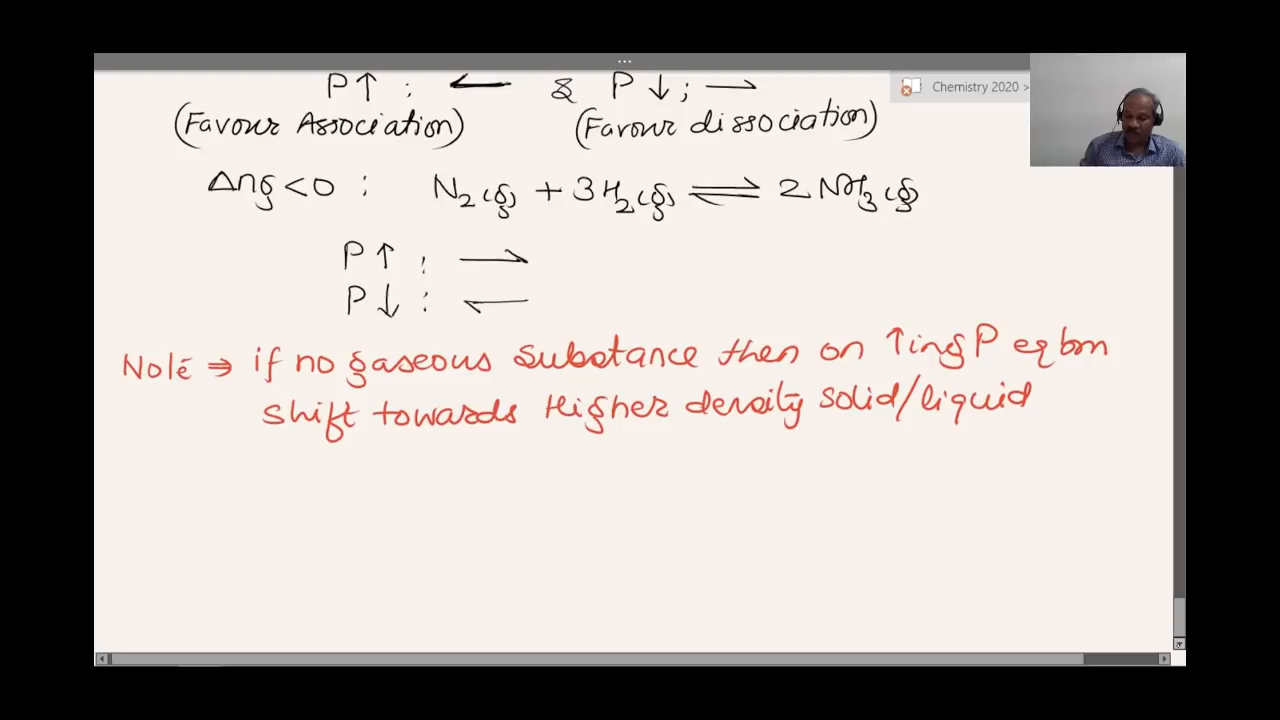 P↑ : ← & P↓ ; →
Chemistry 2020 >
(Favour Association) (Favour dissociation)
Δng<0 : N₂(g) + 3H₂(g) ⇌ 2NH₃(g)
P↑ : →
P↓ : ←
Note ⇒ if no gaseous substance then on ↑ing P eqbm
shift towards Higher density solid/liquid